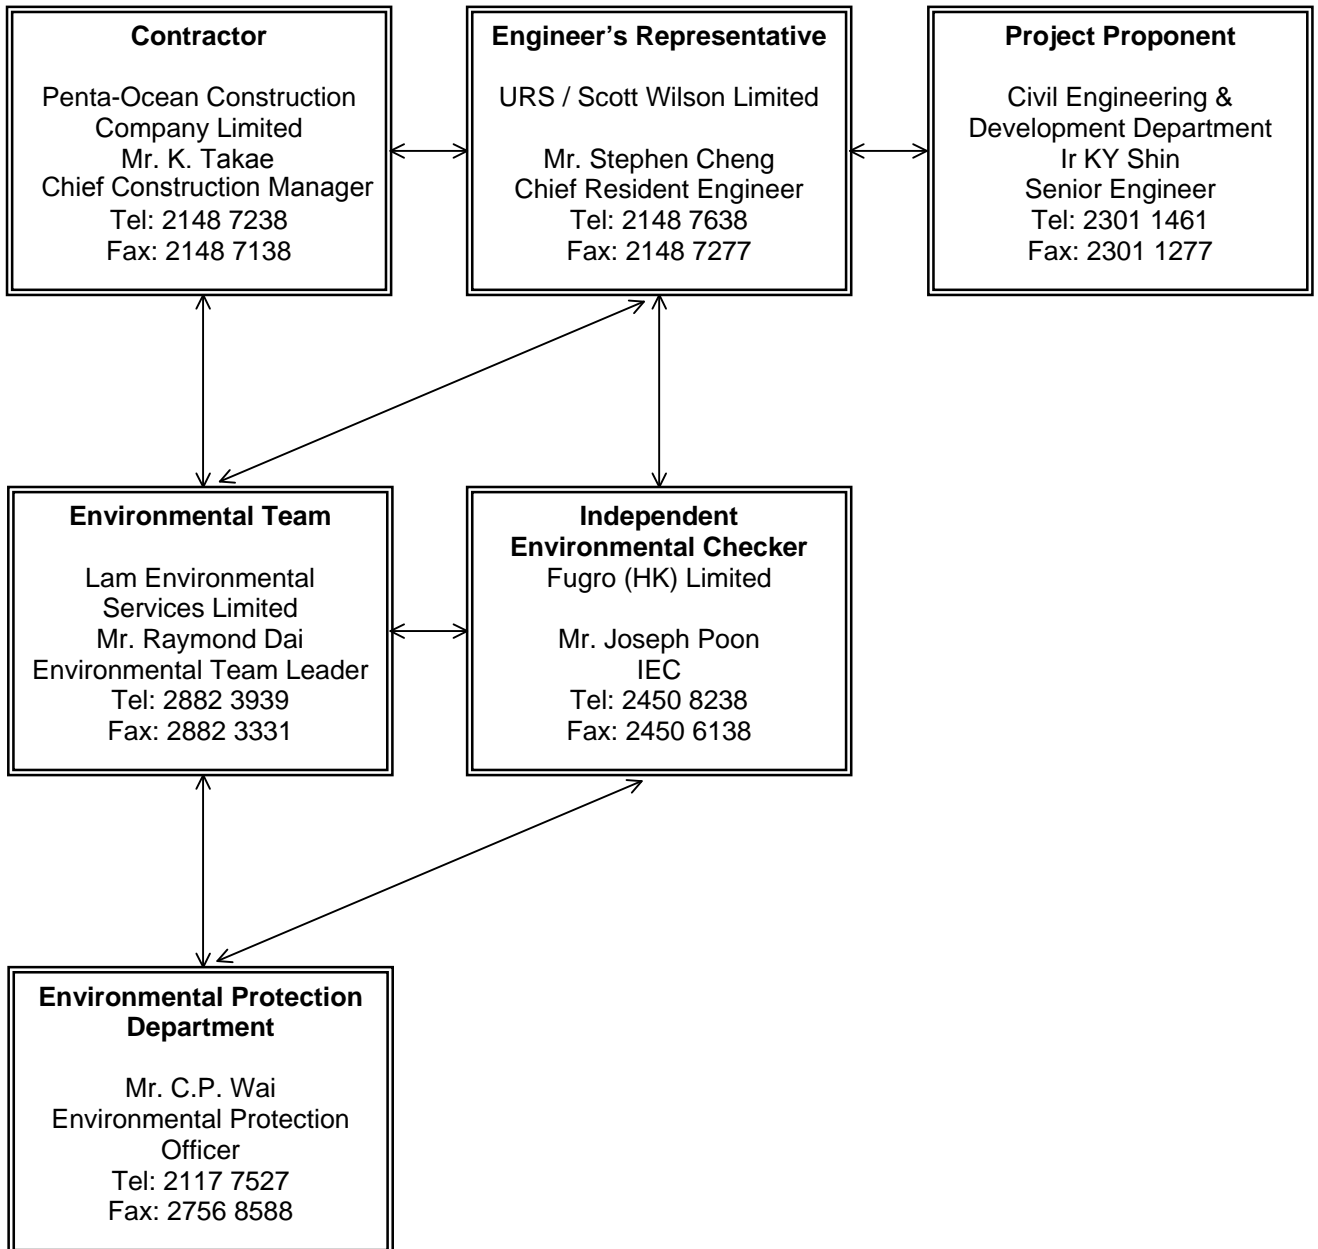 Contractor
Penta-Ocean Construction
Company Limited
Mr. K. Takae
Chief Construction Manager
Tel: 2148 7238
Fax: 2148 7138
Engineer's Representative
URS / Scott Wilson Limited
Mr. Stephen Cheng
Chief Resident Engineer
Tel: 2148 7638
Fax: 2148 7277
Project Proponent
Civil Engineering &
Development Department
Ir KY Shin
Senior Engineer
Tel: 2301 1461
Fax: 2301 1277
Environmental Team
Lam Environmental
Services Limited
Mr. Raymond Dai
Environmental Team Leader
Tel: 2882 3939
Fax: 2882 3331
Independent
Environmental Checker
Fugro (HK) Limited
Mr. Joseph Poon
IEC
Tel: 2450 8238
Fax: 2450 6138
Environmental Protection
Department
Mr. C.P. Wai
Environmental Protection
Officer
Tel: 2117 7527
Fax: 2756 8588